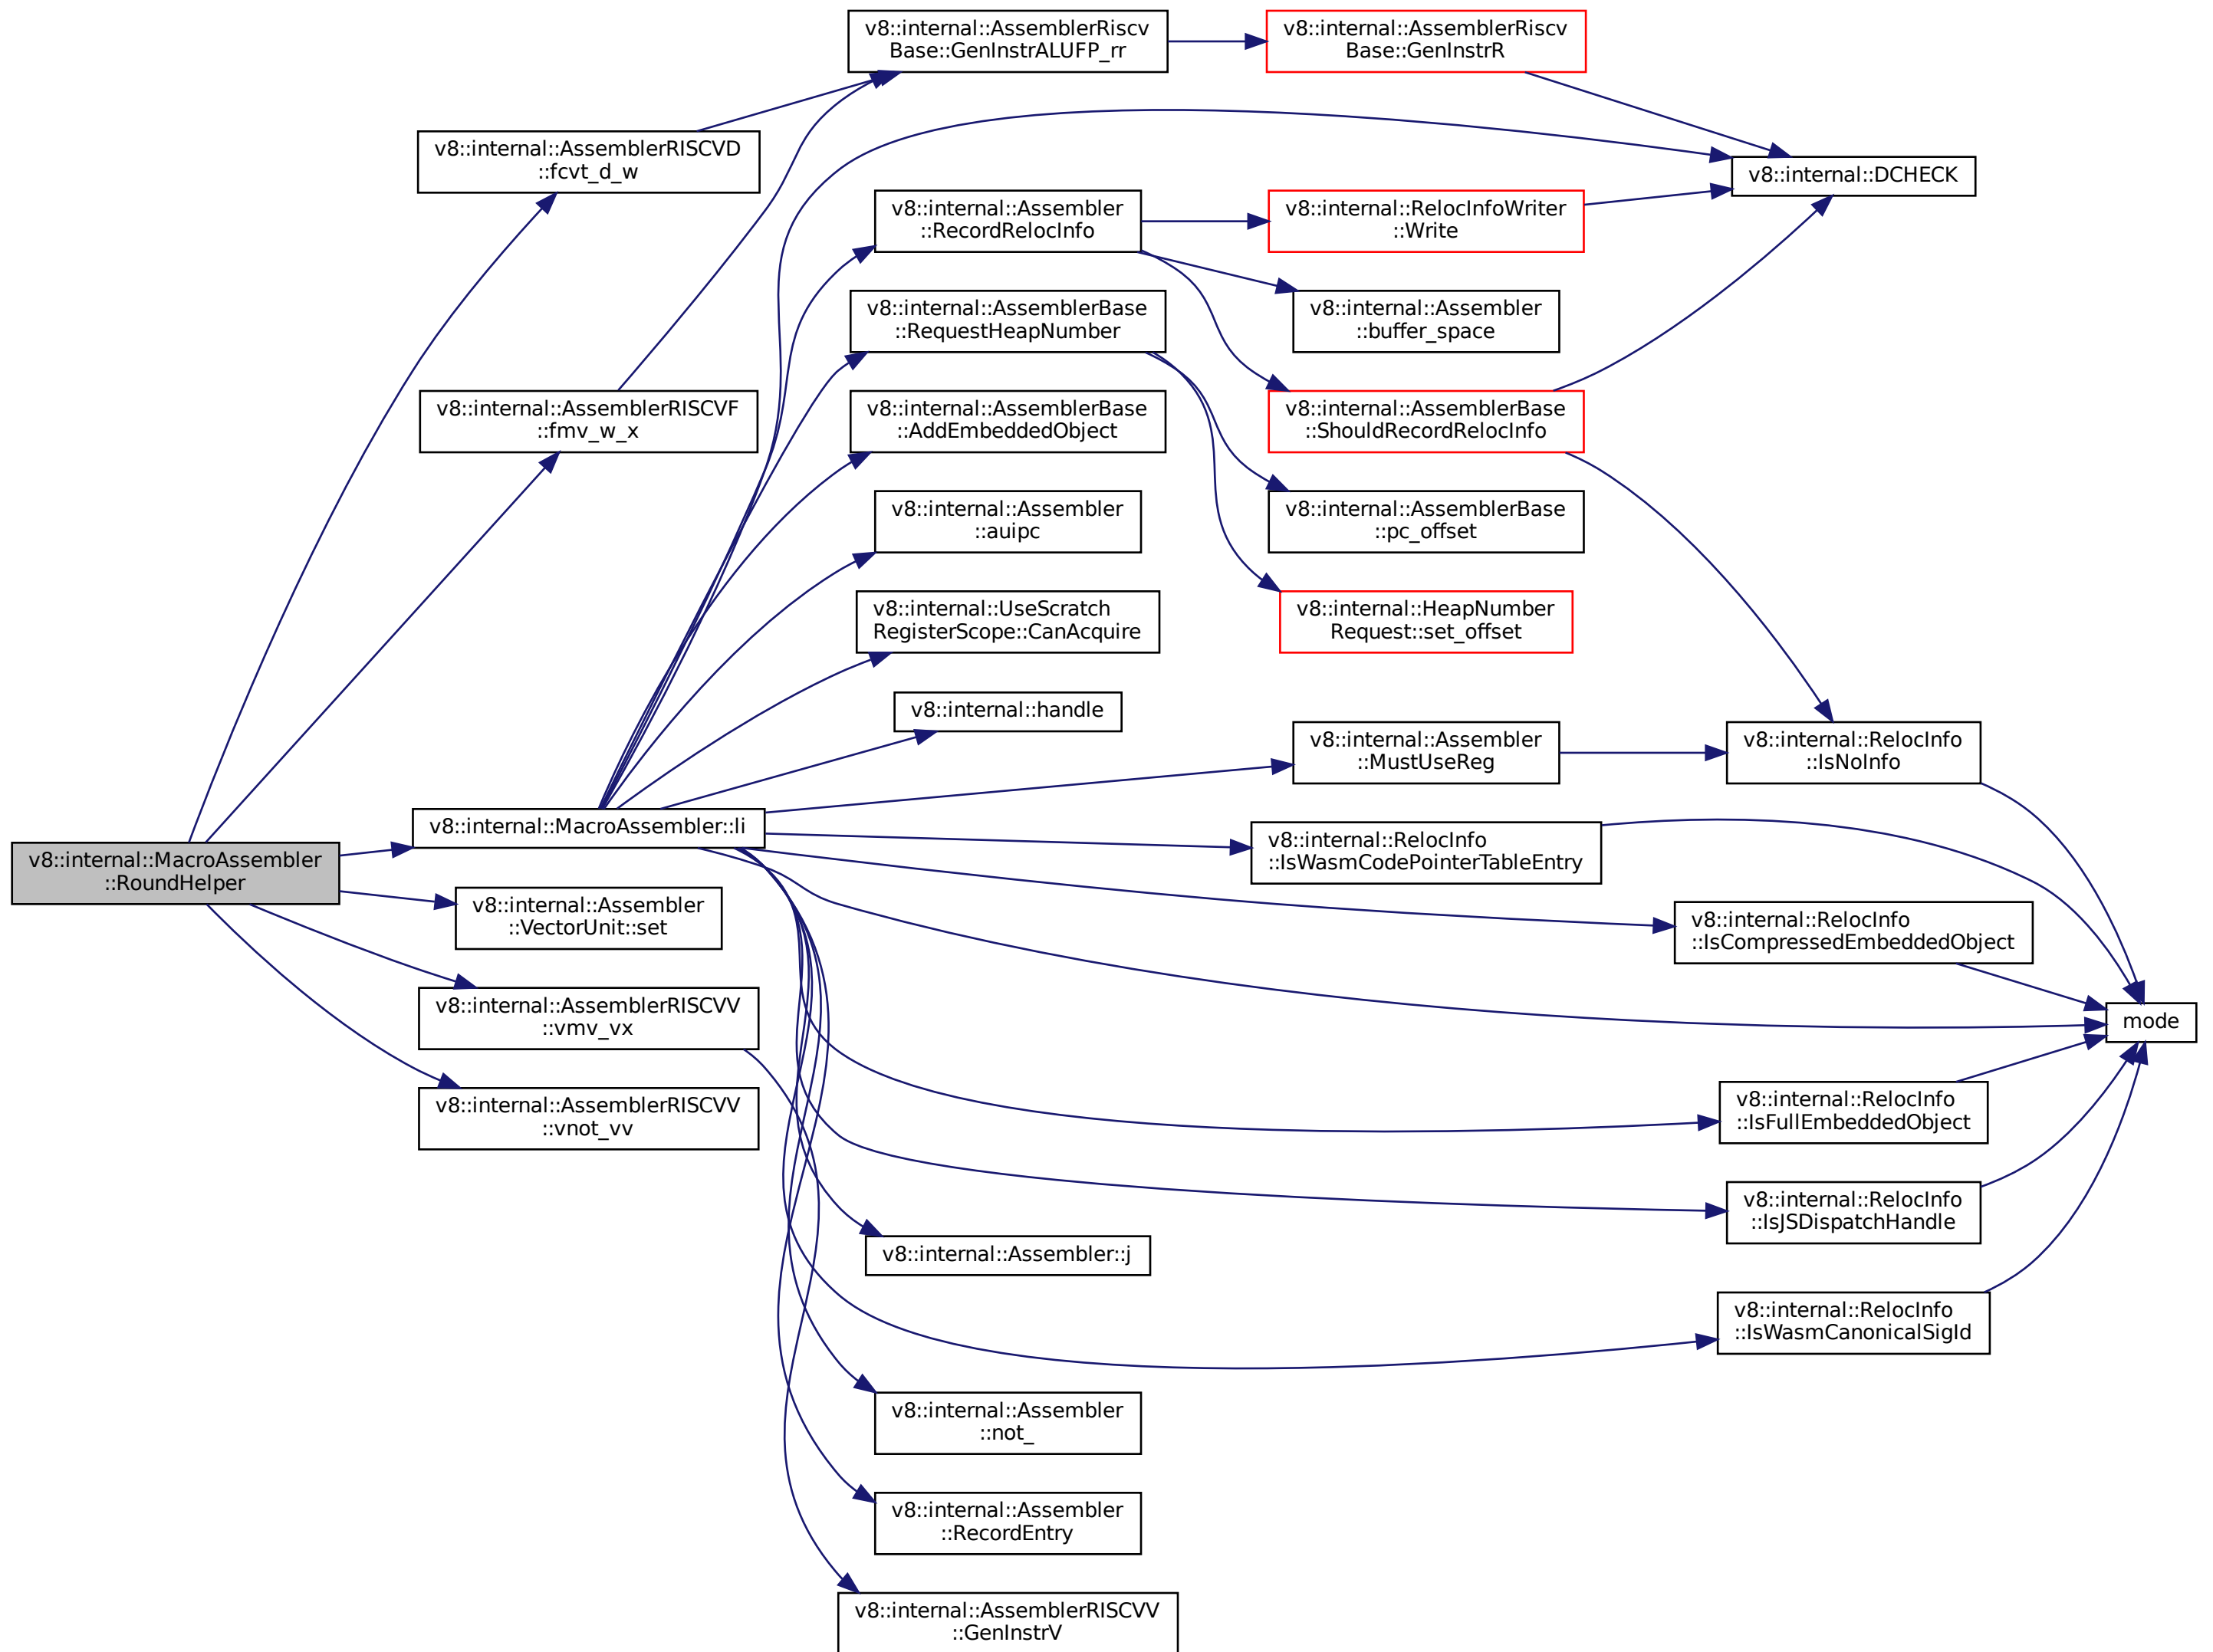 v8::internal::AssemblerRiscv
Base::GenInstrALUFP_rr
v8::internal::AssemblerRiscv
Base::GenInstrR
v8::internal::AssemblerRISCVD
::fcvt_d_w
v8::internal::DCHECK
v8::internal::Assembler
::RecordRelocInfo
v8::internal::RelocInfoWriter
::Write
v8::internal::AssemblerBase
::RequestHeapNumber
v8::internal::Assembler
::buffer_space
v8::internal::AssemblerRISCVF
::fmv_w_x
v8::internal::AssemblerBase
::AddEmbeddedObject
v8::internal::AssemblerBase
::ShouldRecordRelocInfo
v8::internal::Assembler
::auipc
v8::internal::AssemblerBase
::pc_offset
v8::internal::UseScratch
RegisterScope::CanAcquire
v8::internal::HeapNumber
Request::set_offset
v8::internal::handle
v8::internal::Assembler
::MustUseReg
v8::internal::RelocInfo
::IsNoInfo
v8::internal::MacroAssembler
::RoundHelper
v8::internal::MacroAssembler::li
v8::internal::RelocInfo
::IsWasmCodePointerTableEntry
v8::internal::Assembler
::VectorUnit::set
v8::internal::RelocInfo
::IsCompressedEmbeddedObject
v8::internal::AssemblerRISCVV
::vmv_vx
mode
v8::internal::AssemblerRISCVV
::vnot_vv
v8::internal::RelocInfo
::IsFullEmbeddedObject
v8::internal::RelocInfo
::IsJSDispatchHandle
v8::internal::Assembler::j
v8::internal::RelocInfo
::IsWasmCanonicalSigId
v8::internal::Assembler
::not_
v8::internal::Assembler
::RecordEntry
v8::internal::AssemblerRISCVV
::GenInstrV